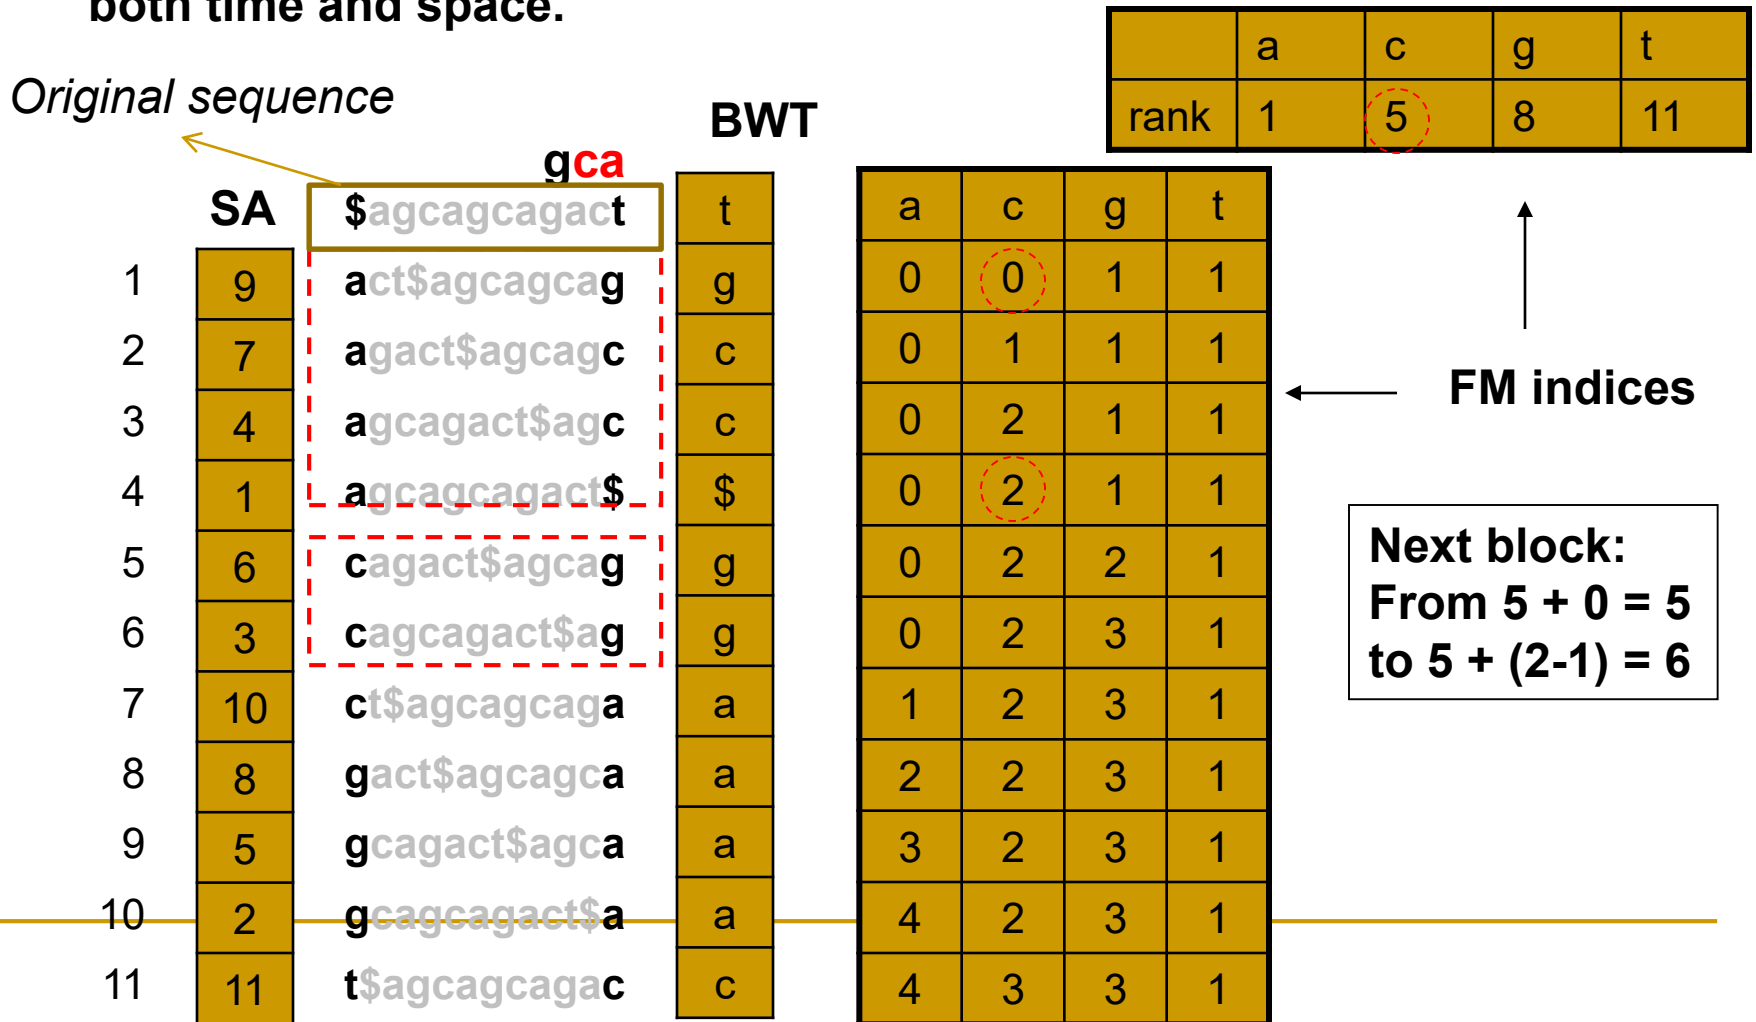 both time and space.
a c g t
rank 1 5 8 11
Original sequence
BWT
gca
SA $agcagcagact t a c g t
1 9 act$agcagcag g 0 0 1 1
2 7 agact$agcagc c 0 1 1 1
3 4 agcagact$agc c 0 2 1 1
FM indices
4 1 agcagcagact$ $ 0 2 1 1
5 6 cagact$agcag g 0 2 2 1
6 3 cagcagact$ag g 0 2 3 1
Next block:
From 5 + 0 = 5
to 5 + (2-1) = 6
7 10 ct$agcagcaga a 1 2 3 1
8 8 gact$agcagca a 2 2 3 1
9 5 gcagact$agca a 3 2 3 1
10 2 gcagcagact$a a 4 2 3 1
11 11 t$agcagcagac c 4 3 3 1